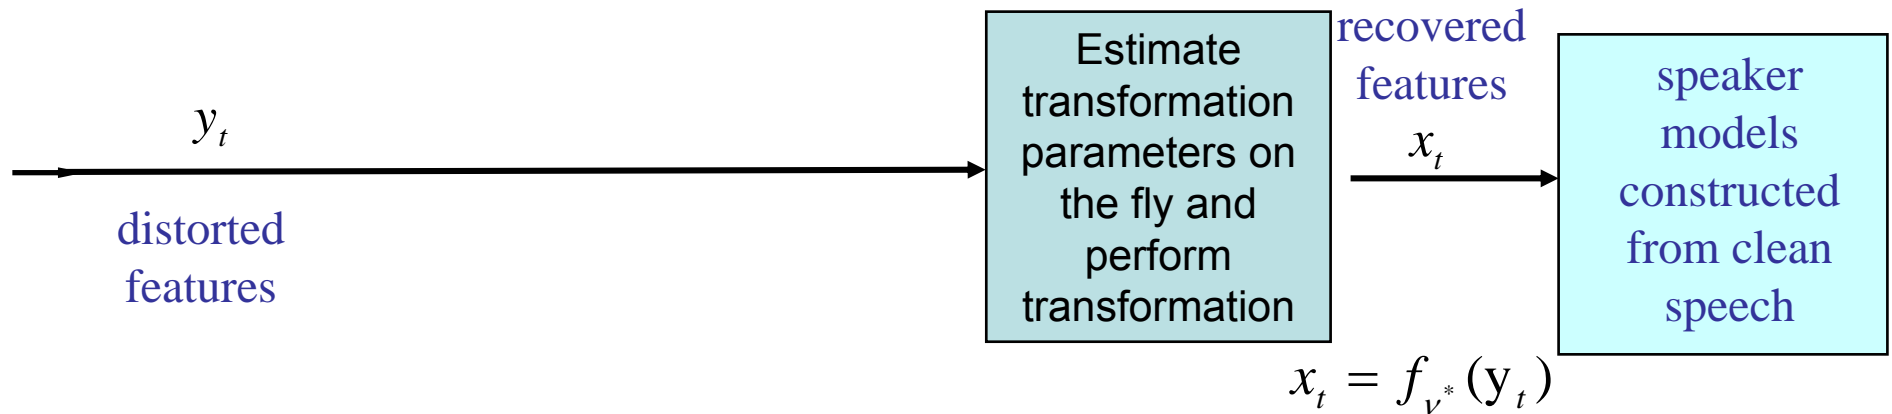 y_t
distorted
features
Estimate
transformation
parameters on
the fly and
perform
transformation
recovered
features
x_t
speaker
models
constructed
from clean
speech
x_t = f_{ν*}(y_t)